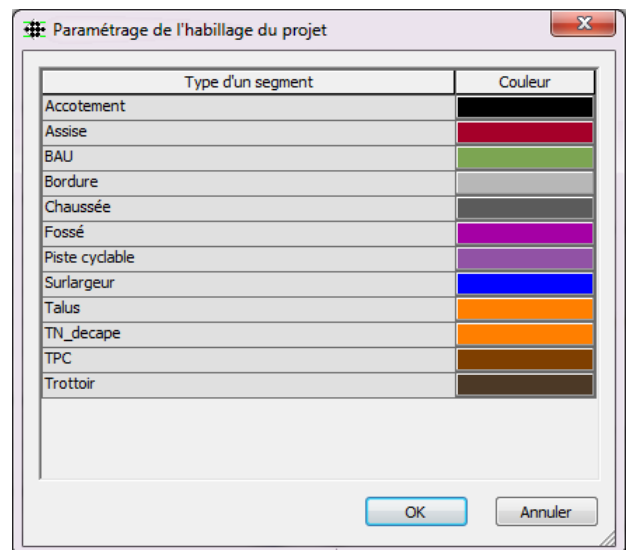 Paramétrage de l'habillage du projet
Type d'un segment Couleur
Accotement
Assise
BAU
Bordure
Chaussée
Fossé
Piste cyclable
Surlargeur
Talus
TN_decape
TPC
Trottoir
OK Annuler